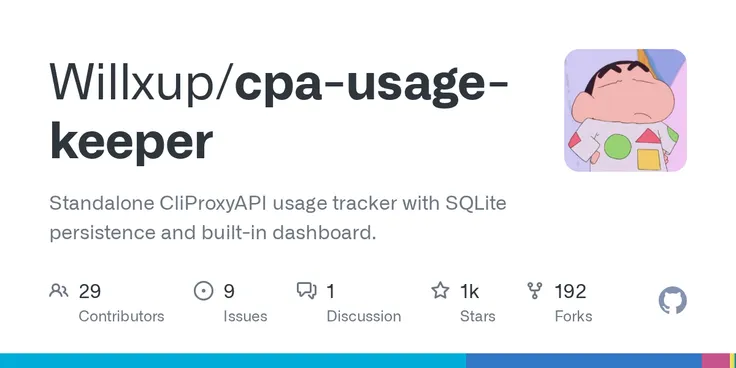 Willxup/cpa-usage-
keeper
Standalone CliProxyAPI usage tracker with SQLite
persistence and built-in dashboard.
29 9 1 1k 192
Contributors Issues Discussion Stars Forks